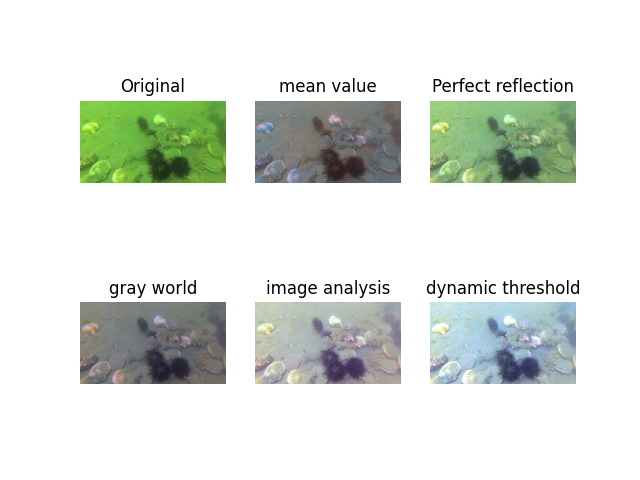 Original
mean value
Perfect reflection
gray world
image analysis
dynamic threshold